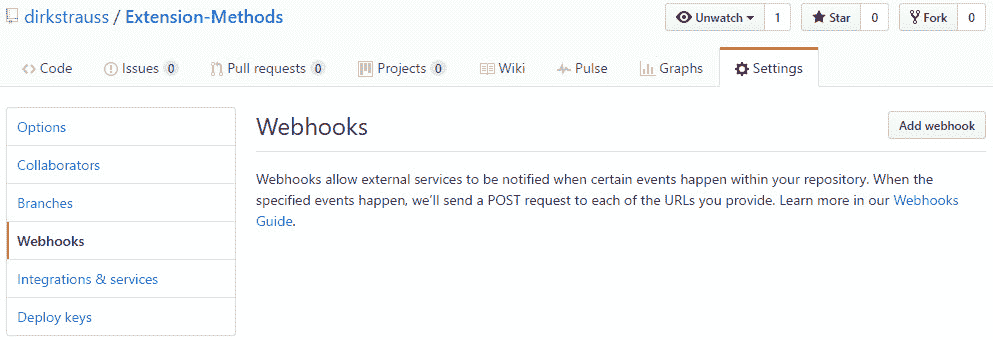 dirkstrauss / Extension-Methods
Unwatch 1 Star 0 Fork 0
Code Issues 0 Pull requests 0 Projects 0 Wiki Pulse Graphs Settings
Options
Collaborators
Branches
Webhooks
Integrations & services
Deploy keys
Webhooks
Add webhook
Webhooks allow external services to be notified when certain events happen within your repository. When the
specified events happen, we'll send a POST request to each of the URLs you provide. Learn more in our Webhooks
Guide.